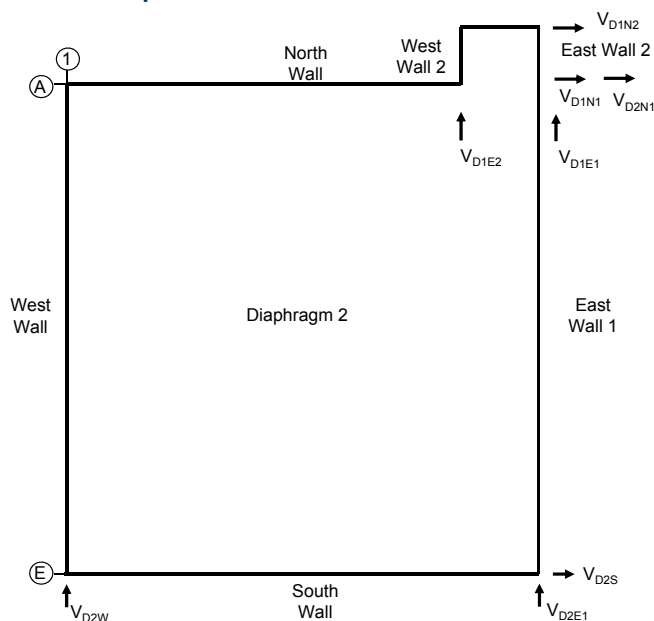 V_D1N2
1
North
Wall
West
Wall 2
East Wall 2
A
V_D1N1
V_D2N1
V_D1E2
V_D1E1
West
Wall
Diaphragm 2
East
Wall 1
E
South
Wall
V_D2S
V_D2W
V_D2E1